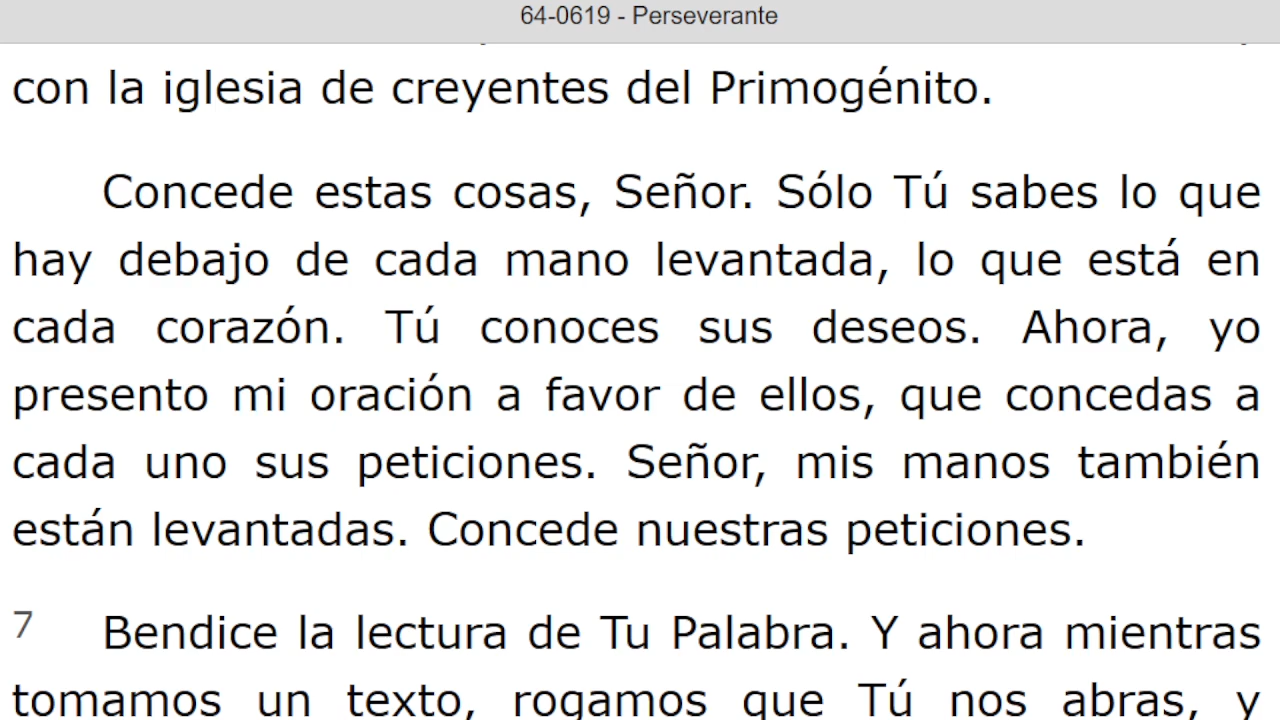 64-0619 - Perseverante
con la iglesia de creyentes del Primogénito.
Concede estas cosas, Señor. Sólo Tú sabes lo que
hay debajo de cada mano levantada, lo que está en
cada corazón. Tú conoces sus deseos. Ahora, yo
presento mi oración a favor de ellos, que concedas a
cada uno sus peticiones. Señor, mis manos también
están levantadas. Concede nuestras peticiones.
7 Bendice la lectura de Tu Palabra. Y ahora mientras
tomamos un texto, rogamos que Tú nos abras, y